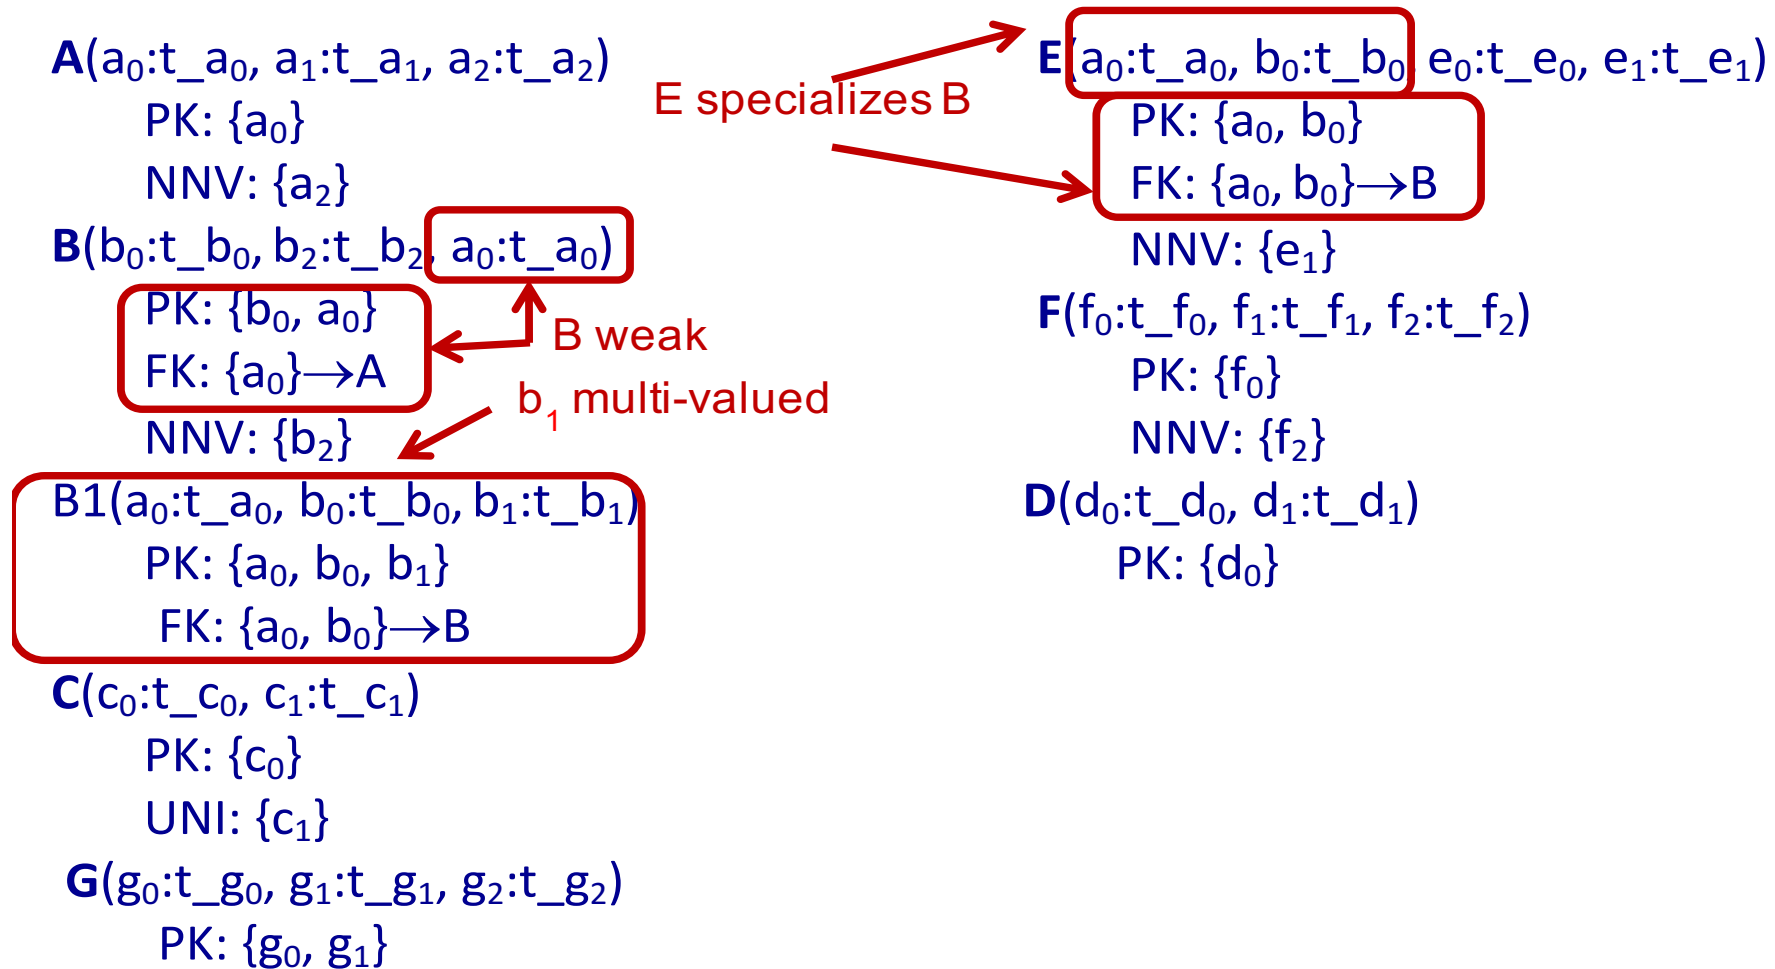 A(a₀:t_a₀, a₁:t_a₁, a₂:t_a₂)
PK: {a₀}
NNV: {a₂}
B(b₀:t_b₀, b₂:t_b₂, a₀:t_a₀)
PK: {b₀, a₀}
FK: {a₀}→A
NNV: {b₂}
B1(a₀:t_a₀, b₀:t_b₀, b₁:t_b₁)
PK: {a₀, b₀, b₁}
FK: {a₀, b₀}→B
C(c₀:t_c₀, c₁:t_c₁)
PK: {c₀}
UNI: {c₁}
G(g₀:t_g₀, g₁:t_g₁, g₂:t_g₂)
PK: {g₀, g₁}
E specializes B
B weak
b₁ multi-valued
E(a₀:t_a₀, b₀:t_b₀, e₀:t_e₀, e₁:t_e₁)
PK: {a₀, b₀}
FK: {a₀, b₀}→B
NNV: {e₁}
F(f₀:t_f₀, f₁:t_f₁, f₂:t_f₂)
PK: {f₀}
NNV: {f₂}
D(d₀:t_d₀, d₁:t_d₁)
PK: {d₀}